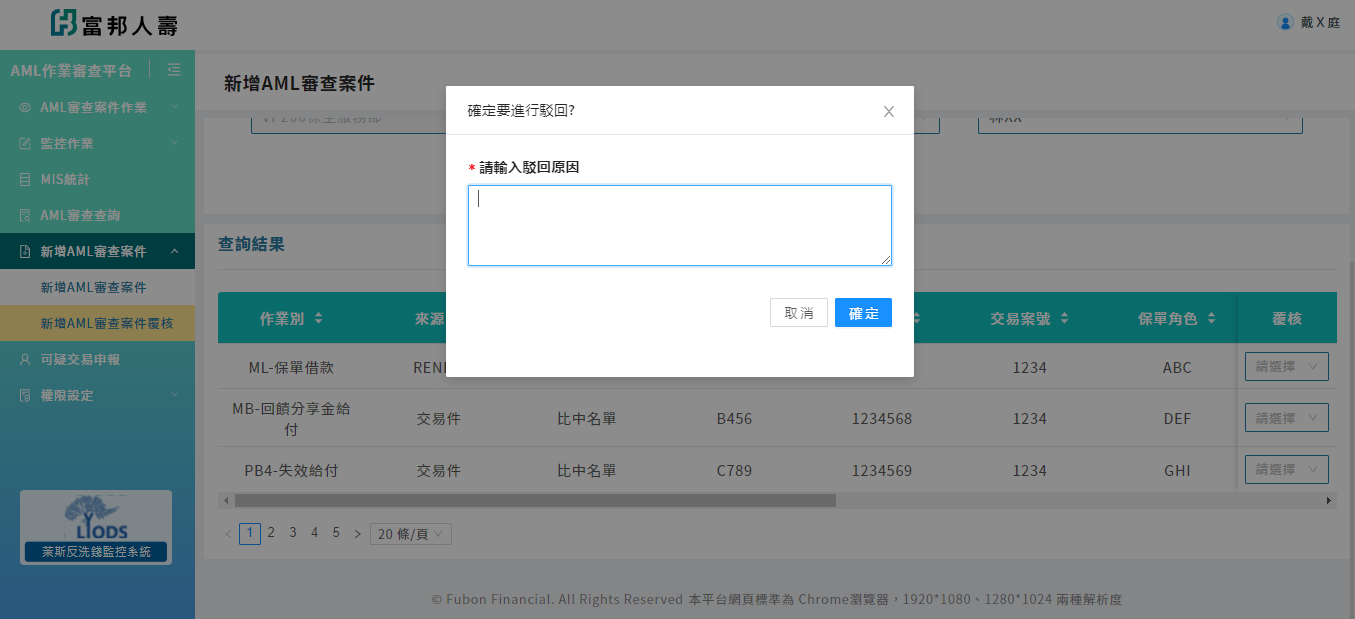 富邦人壽
戴X庭
AML作業審查平台
AML審查案件作業
監控作業
MIS統計
AML審查查詢
新增AML審查案件
新增AML審查案件
新增AML審查案件覆核
可疑交易申報
權限設定
LYODS
萊斯反洗錢監控系統
新增AML審查案件
確定要進行駁回?
* 請輸入駁回原因
取消 確定
查詢結果
作業別 來源 交易案號 保單角色 覆核
ML-保單借款 1234 ABC 請選擇
MB-回饋分享金給付 交易件 比中名單 B456 1234568 1234 DEF 請選擇
PB4-失效給付 交易件 比中名單 C789 1234569 1234 GHI 請選擇
< 1 2 3 4 5 > 20 條/頁
© Fubon Financial. All Rights Reserved 本平台網頁標準為 Chrome瀏覽器，1920*1080、1280*1024 兩種解析度